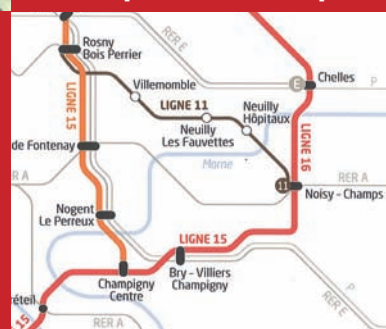 Rosny
Bois Perrier
RER E
E
Chelles
P
Villemomble
LIGNE 11
Neuilly
Hôpitaux
Neuilly
Les Fauvettes
LIGNE 15
LIGNE 16
de Fontenay
Marne
RER A
RER A
11
Noisy - Champs
Nogent
Le Perreux
LIGNE 15
Bry - Villiers
Champigny
Champigny
Centre
P
RER E
réteil
15
RER A